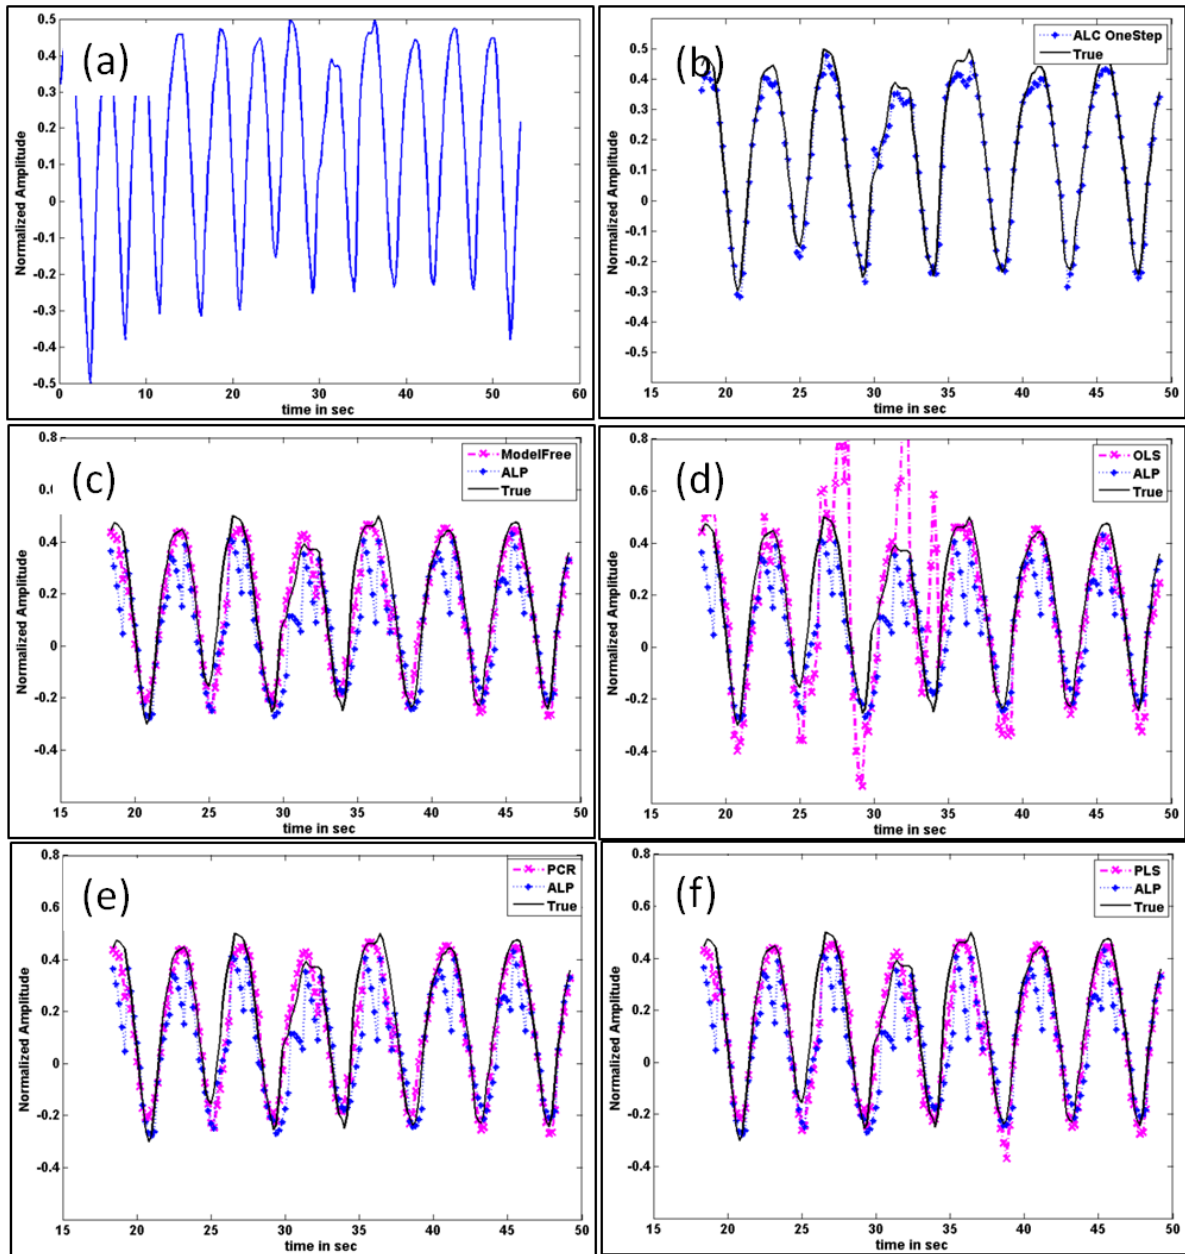 (a)
0.5
0.4
0.3
0.2
0.1
0
-0.1
-0.2
-0.3
-0.4
-0.5
Normalized Amplitude
0 10 20 30 40 50 60
time in sec
(b)
ALC OneStep
True
0.5
0.4
0.3
0.2
0.1
0
-0.1
-0.2
-0.3
-0.4
-0.5
Normalized Amplitude
15 20 25 30 35 40 45 50
time in sec
(c)
ModelFree
ALP
True
0.8
0.4
0.2
0
-0.2
-0.4
Normalized Amplitude
15 20 25 30 35 40 45 50
time in sec
(d)
OLS
ALP
True
0.8
0.6
0.4
0.2
0
-0.2
-0.4
Normalized Amplitude
15 20 25 30 35 40 45 50
time in sec
(e)
PCR
ALP
True
0.8
0.6
0.4
0.2
0
-0.2
-0.4
Normalized Amplitude
15 20 25 30 35 40 45 50
time in sec
(f)
PLS
ALP
True
0.8
0.6
0.4
0.2
0
-0.2
-0.4
Normalized Amplitude
15 20 25 30 35 40 45 50
time in sec